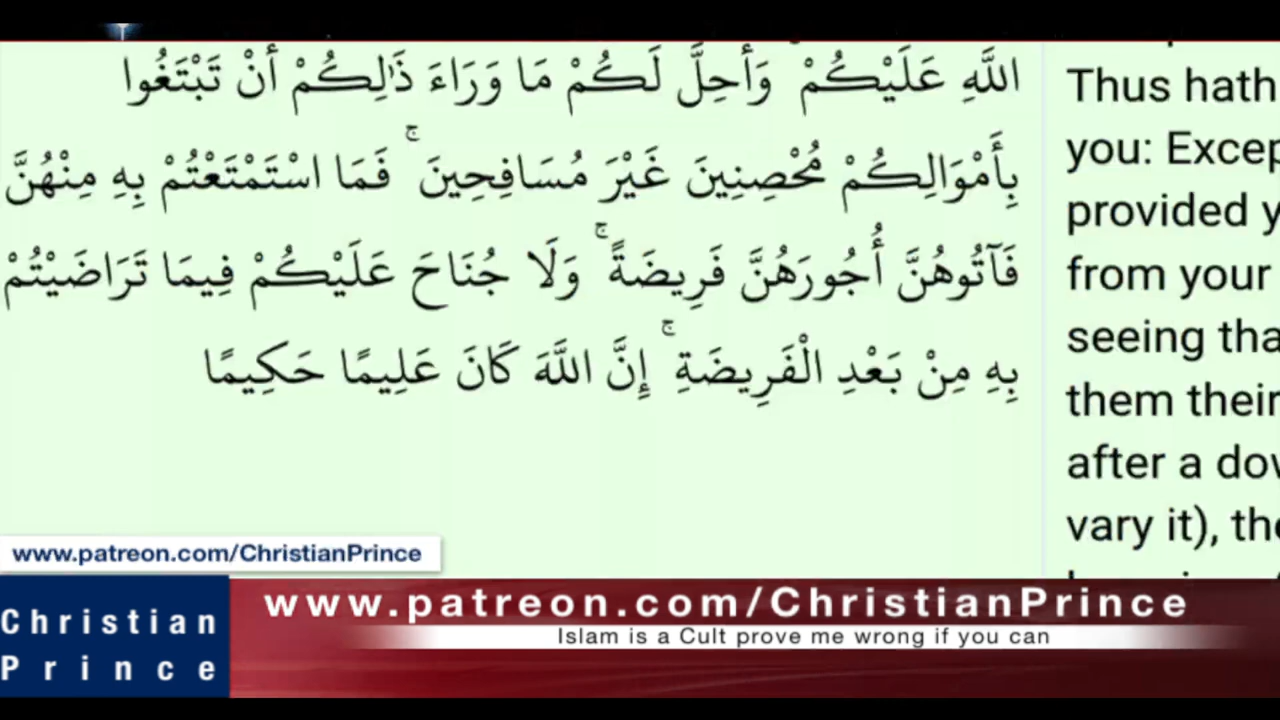 اللَّهِ عَلَيْكُمْ ۚ وَأُحِلَّ لَكُمْ مَا وَرَاءَ ذَٰلِكُمْ أَنْ تَبْتَغُوا
بِأَمْوَالِكُمْ مُحْصِنِينَ غَيْرَ مُسَافِحِينَ ۚ فَمَا اسْتَمْتَعْتُمْ بِهِ مِنْهُنَّ
فَآتُوهُنَّ أُجُورَهُنَّ فَرِيضَةً ۚ وَلَا جُنَاحَ عَلَيْكُمْ فِيمَا تَرَاضَيْتُمْ
بِهِ مِنْ بَعْدِ الْفَرِيضَةِ ۚ إِنَّ اللَّهَ كَانَ عَلِيمًا حَكِيمًا
Thus hath
you: Excep
provided y
from your
seeing tha
them their
after a dow
vary it), the
www.patreon.com/ChristianPrince
Christian
Prince
www.patreon.com/ChristianPrince
Islam is a Cult prove me wrong if you can